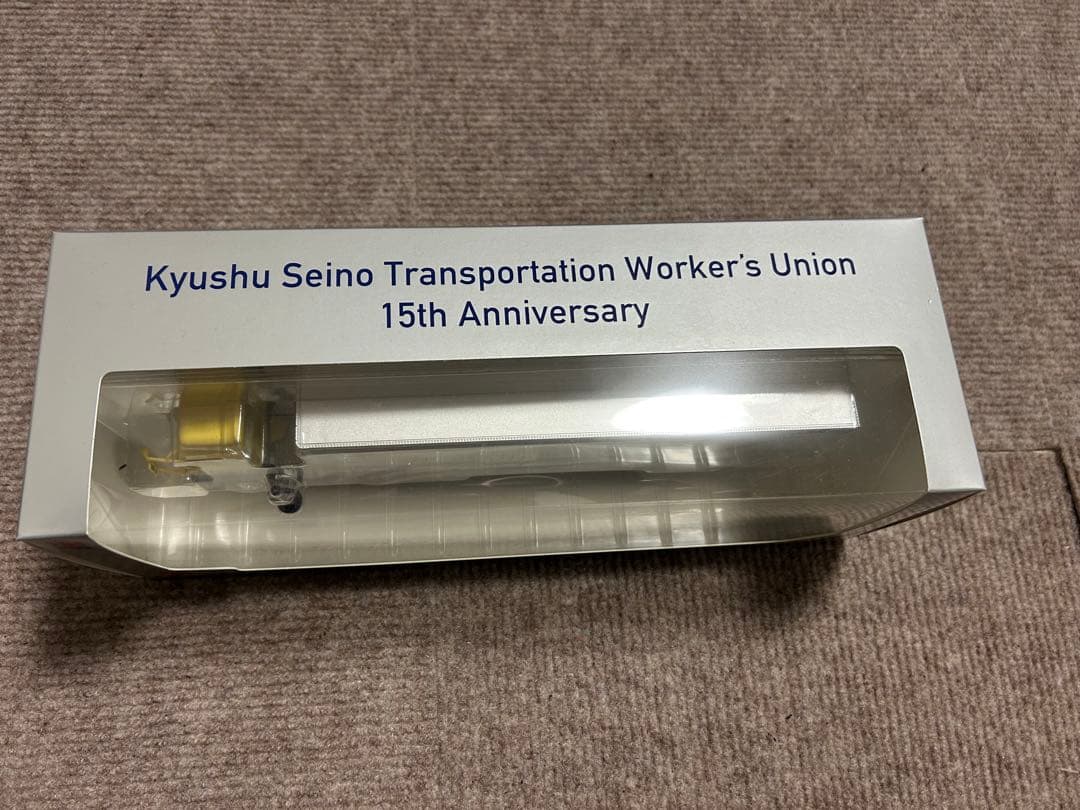 Kyushu Seino Transportation Worker's Union
15th Anniversary